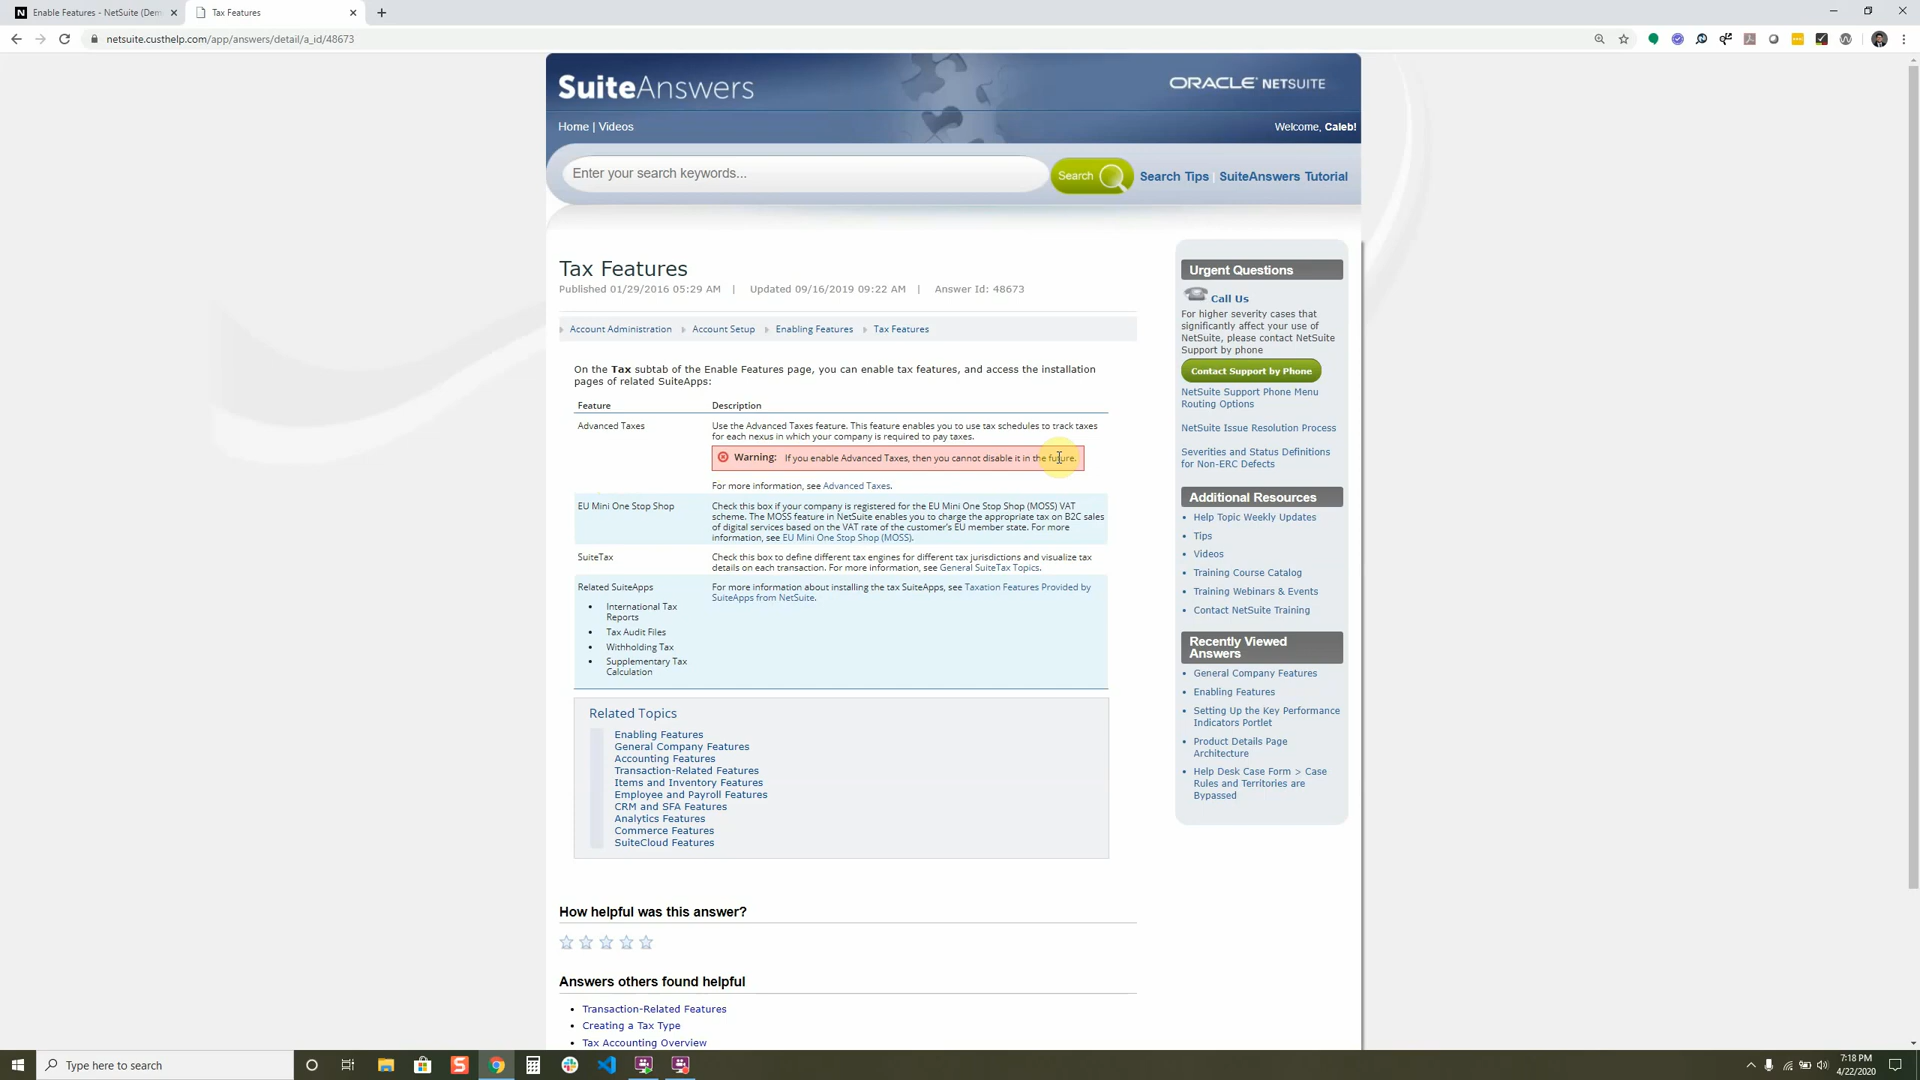 Enable Features - NetSuite (Dem
Tax Features
netsuite.custhelp.com/app/answers/detail/a_id/48673
SuiteAnswers
ORACLE NETSUITE
Home | Videos
Welcome, Caleb!
Enter your search keywords...
Search
Search Tips | SuiteAnswers Tutorial
Tax Features
Published 01/29/2016 05:29 AM | Updated 09/16/2019 09:22 AM | Answer Id: 48673
Account Administration
Account Setup
Enabling Features
Tax Features
On the Tax subtab of the Enable Features page, you can enable tax features, and access the installation
pages of related SuiteApps:
Feature
Description
Advanced Taxes
Use the Advanced Taxes feature. This feature enables you to use tax schedules to track taxes
for each nexus in which your company is required to pay taxes.
Warning: If you enable Advanced Taxes, then you cannot disable it in the future.
For more information, see Advanced Taxes.
EU Mini One Stop Shop
Check this box if your company is registered for the EU Mini One Stop Shop (MOSS) VAT
scheme. The MOSS feature in NetSuite enables you to charge the appropriate tax on B2C sales
of digital services based on the VAT rate of the customer's EU member state. For more
information, see EU Mini One Stop Shop (MOSS).
SuiteTax
Check this box to define different tax engines for different tax jurisdictions and visualize tax
details on each transaction. For more information, see General SuiteTax Topics.
Related SuiteApps
• International Tax
Reports
• Tax Audit Files
• Withholding Tax
• Supplementary Tax
Calculation
For more information about installing the tax SuiteApps, see Taxation Features Provided by
SuiteApps from NetSuite.
Related Topics
Enabling Features
General Company Features
Accounting Features
Transaction-Related Features
Items and Inventory Features
Employee and Payroll Features
CRM and SFA Features
Analytics Features
Commerce Features
SuiteCloud Features
How helpful was this answer?
Answers others found helpful
• Transaction-Related Features
• Creating a Tax Type
• Tax Accounting Overview
Urgent Questions
Call Us
For higher severity cases that
significantly affect your use of
NetSuite, please contact NetSuite
Support by phone
Contact Support by Phone
NetSuite Support Phone Menu
Routing Options
NetSuite Issue Resolution Process
Severities and Status Definitions
for Non-ERC Defects
Additional Resources
• Help Topic Weekly Updates
• Tips
• Videos
• Training Course Catalog
• Training Webinars & Events
• Contact NetSuite Training
Recently Viewed
Answers
• General Company Features
• Enabling Features
• Setting Up the Key Performance
Indicators Portlet
• Product Details Page
Architecture
• Help Desk Case Form > Case
Rules and Territories are
Bypassed
Type here to search
7:18 PM
4/22/2020